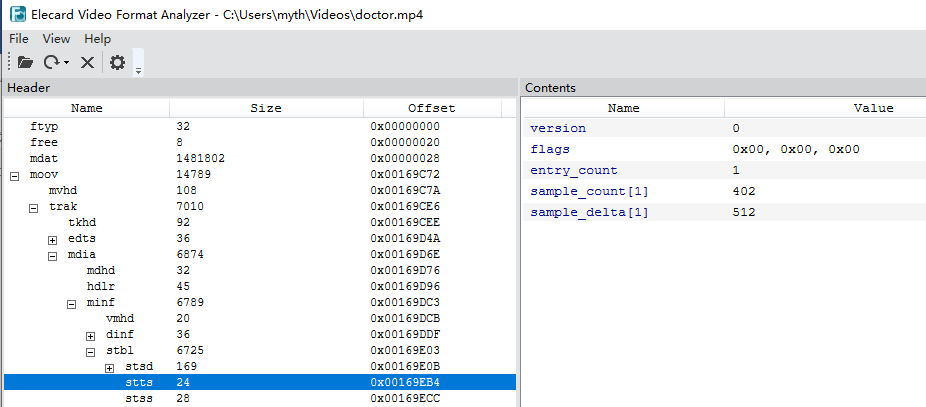 Elecard Video Format Analyzer - C:\Users\myth\Videos\doctor.mp4
File View Help
Header
Contents
Name Size Offset
Name Value
ftyp 32 0x00000000
free 8 0x00000020
mdat 1481802 0x00000028
moov 14789 0x00169C72
mvhd 108 0x00169C7A
trak 7010 0x00169CE6
tkhd 92 0x00169CEE
edts 36 0x00169D4A
mdia 6874 0x00169D6E
mdhd 32 0x00169D76
hdlr 45 0x00169D96
minf 6789 0x00169DC3
vmhd 20 0x00169DCB
dinf 36 0x00169DDF
stbl 6725 0x00169E03
stsd 169 0x00169E0B
stts 24 0x00169EB4
stss 28 0x00169ECC
version 0
flags 0x00, 0x00, 0x00
entry_count 1
sample_count[1] 402
sample_delta[1] 512